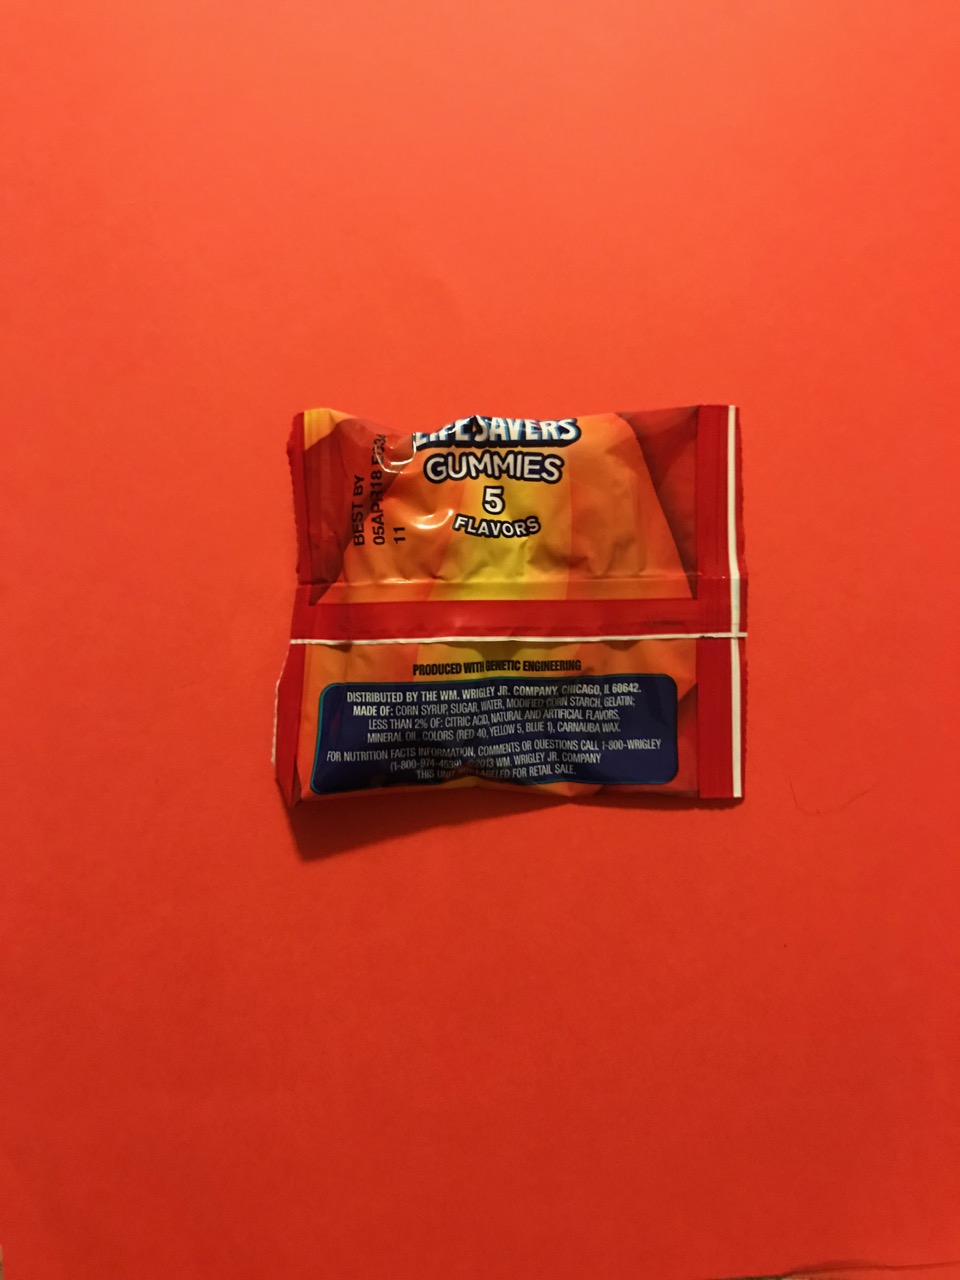 LIFE SAVERS
GUMMIES
5
FLAVORS
BEST BY
05APR18
11
PRODUCED WITH GENETIC ENGINEERING
DISTRIBUTED BY THE WM. WRIGLEY JR. COMPANY, CHICAGO, IL 60642.
MADE OF: CORN SYRUP, SUGAR, WATER, MODIFIED CORN STARCH, GELATIN;
LESS THAN 2% OF: CITRIC ACID, NATURAL AND ARTIFICIAL FLAVORS,
MINERAL OIL, COLORS (RED 40, YELLOW 5, BLUE 1), CARNAUBA WAX.
FOR NUTRITION FACTS INFORMATION, COMMENTS OR QUESTIONS CALL 1-800-WRIGLEY
(1-800-974-4539). ©2013 WM. WRIGLEY JR. COMPANY
THIS UNIT LABELED FOR RETAIL SALE.